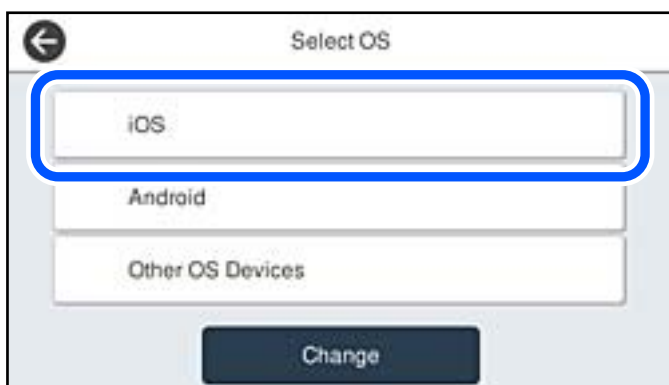 Select OS
iOS
Android
Other OS Devices
Change